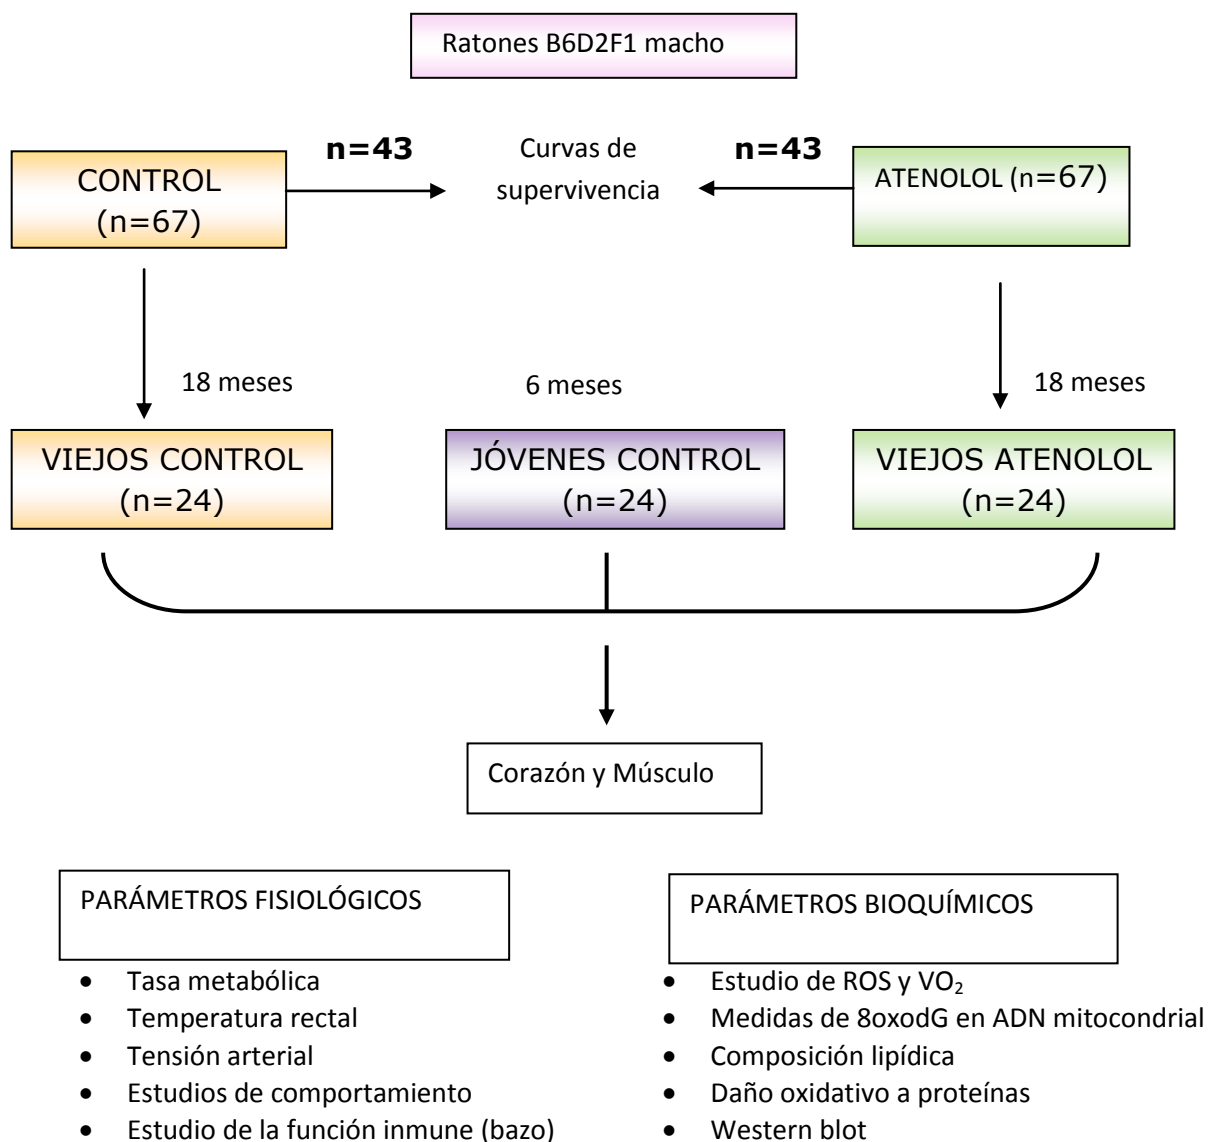 Ratones B6D2F1 macho
CONTROL
(n=67)
n=43
Curvas de
supervivencia
n=43
ATENOLOL (n=67)
18 meses
6 meses
18 meses
VIEJOS CONTROL
(n=24)
JÓVENES CONTROL
(n=24)
VIEJOS ATENOLOL
(n=24)
Corazón y Músculo
PARÁMETROS FISIOLÓGICOS
• Tasa metabólica
• Temperatura rectal
• Tensión arterial
• Estudios de comportamiento
• Estudio de la función inmune (bazo)
PARÁMETROS BIOQUÍMICOS
• Estudio de ROS y VO₂
• Medidas de 8oxodG en ADN mitocondrial
• Composición lipídica
• Daño oxidativo a proteínas
• Western blot